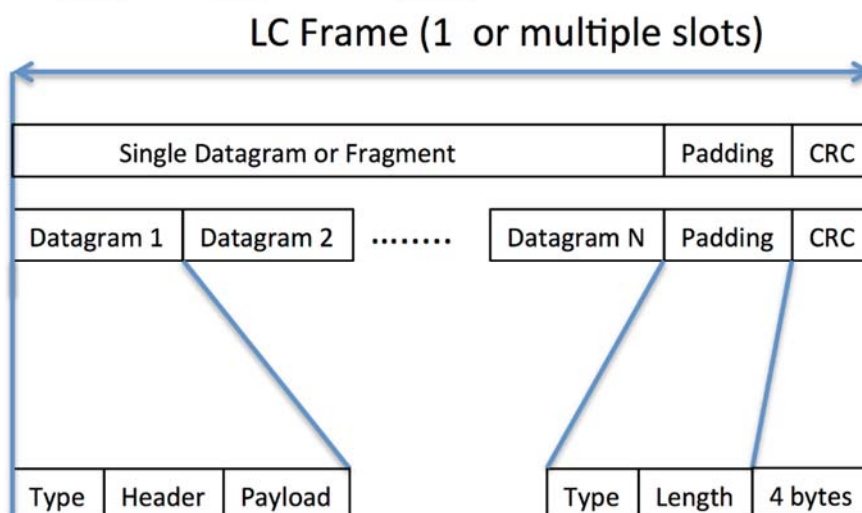 LC Frame (1 or multiple slots)
Single Datagram or Fragment Padding CRC
Datagram 1 Datagram 2 ........ Datagram N Padding CRC
Type Header Payload Type Length 4 bytes